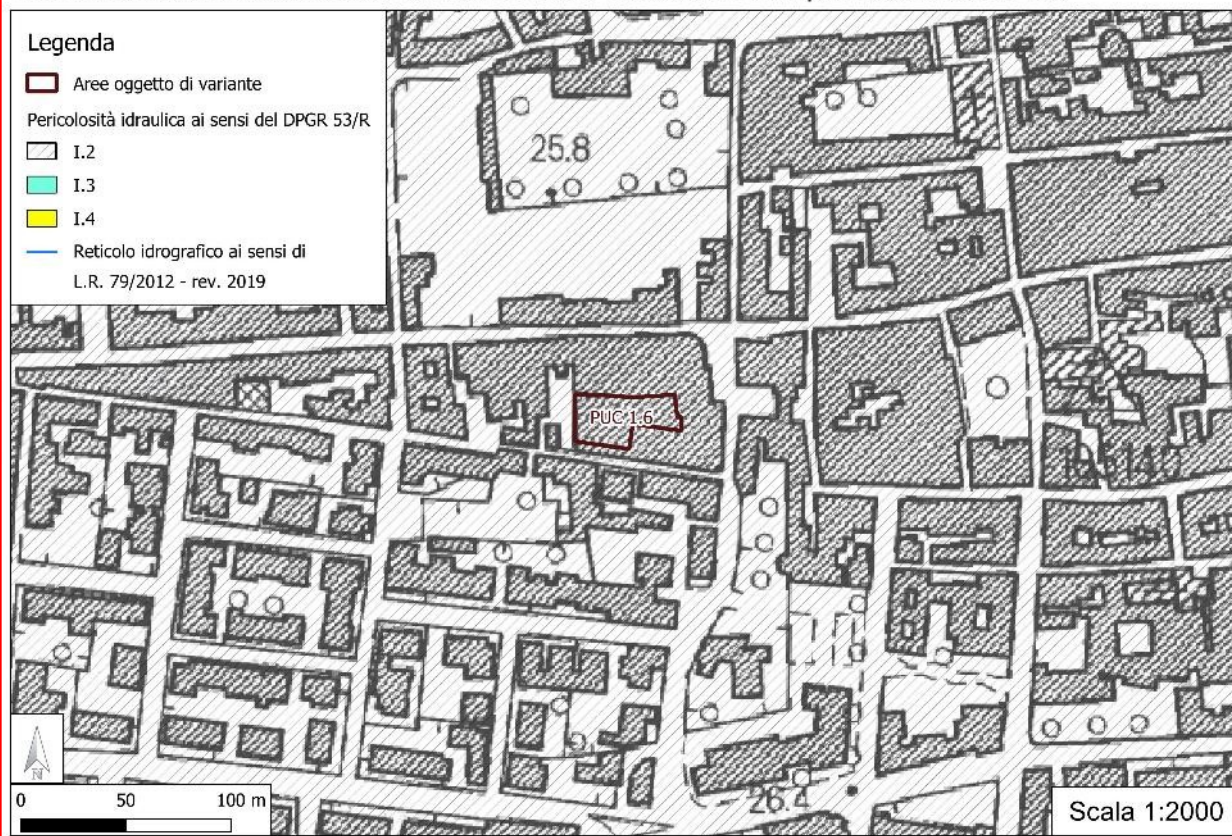 Legenda
Aree oggetto di variante
Pericolosità idraulica ai sensi del DPGR 53/R
I.2
I.3
I.4
Reticolo idrografico ai sensi di
L.R. 79/2012 - rev. 2019
25.8
PUC 1.6
26.4
N
0 50 100 m
Scala 1:2000